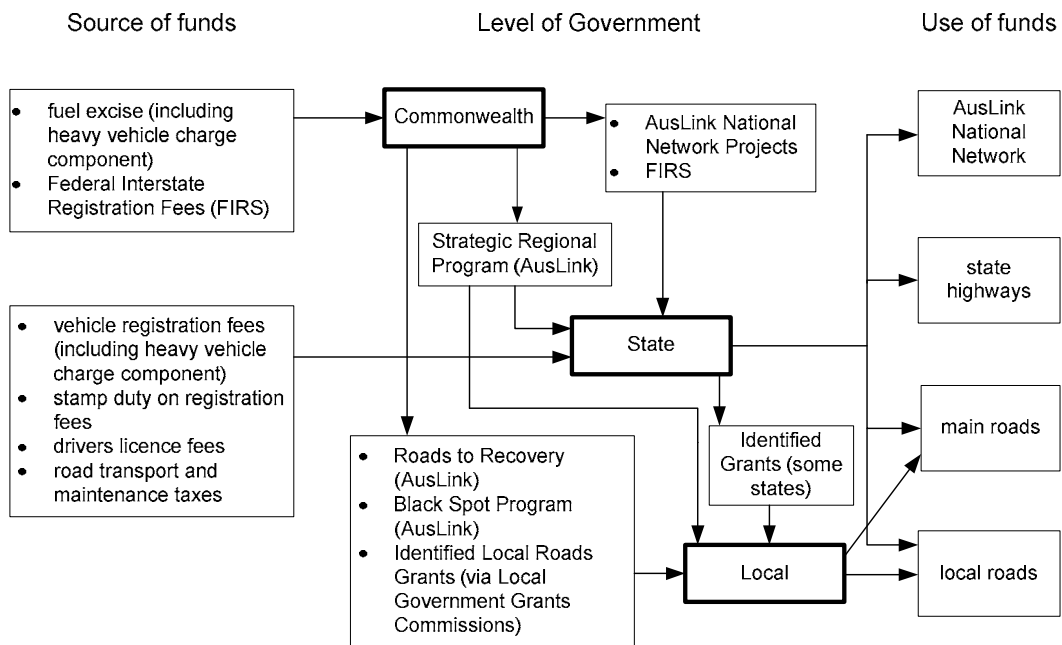 Source of funds
Level of Government
Use of funds
• fuel excise (including
heavy vehicle charge
component)
• Federal Interstate
Registration Fees (FIRS)
Commonwealth
• AusLink National
Network Projects
• FIRS
AusLink
National
Network
Strategic Regional
Program (AusLink)
state
highways
• vehicle registration fees
(including heavy vehicle
charge component)
• stamp duty on registration
fees
• drivers licence fees
• road transport and
maintenance taxes
State
Identified
Grants (some
states)
main roads
• Roads to Recovery
(AusLink)
• Black Spot Program
(AusLink)
• Identified Local Roads
Grants (via Local
Government Grants
Commissions)
Local
local roads